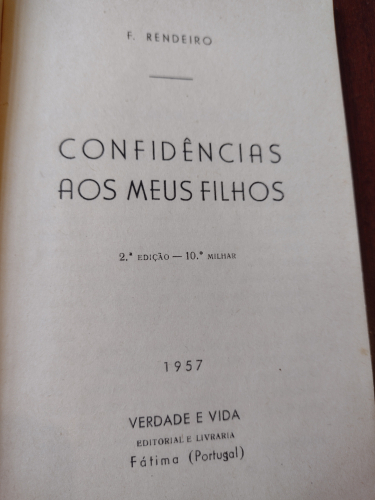 F. RENDEIRO
CONFIDÊNCIAS
AOS MEUS FILHOS
2.ª EDIÇÃO — 10.º MILHAR
1957
VERDADE E VIDA
EDITORIAL E LIVRARIA
Fátima (Portugal)